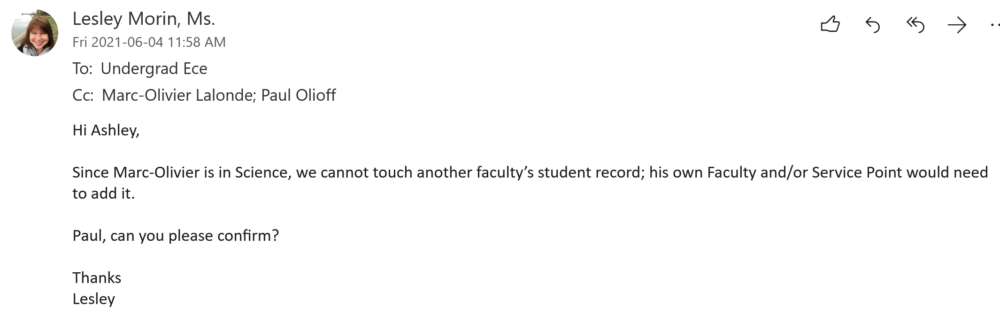 Lesley Morin, Ms.
Fri 2021-06-04 11:58 AM
To: Undergrad Ece
Cc: Marc-Olivier Lalonde; Paul Olioff
Hi Ashley,
Since Marc-Olivier is in Science, we cannot touch another faculty’s student record; his own Faculty and/or Service Point would need
to add it.
Paul, can you please confirm?
Thanks
Lesley